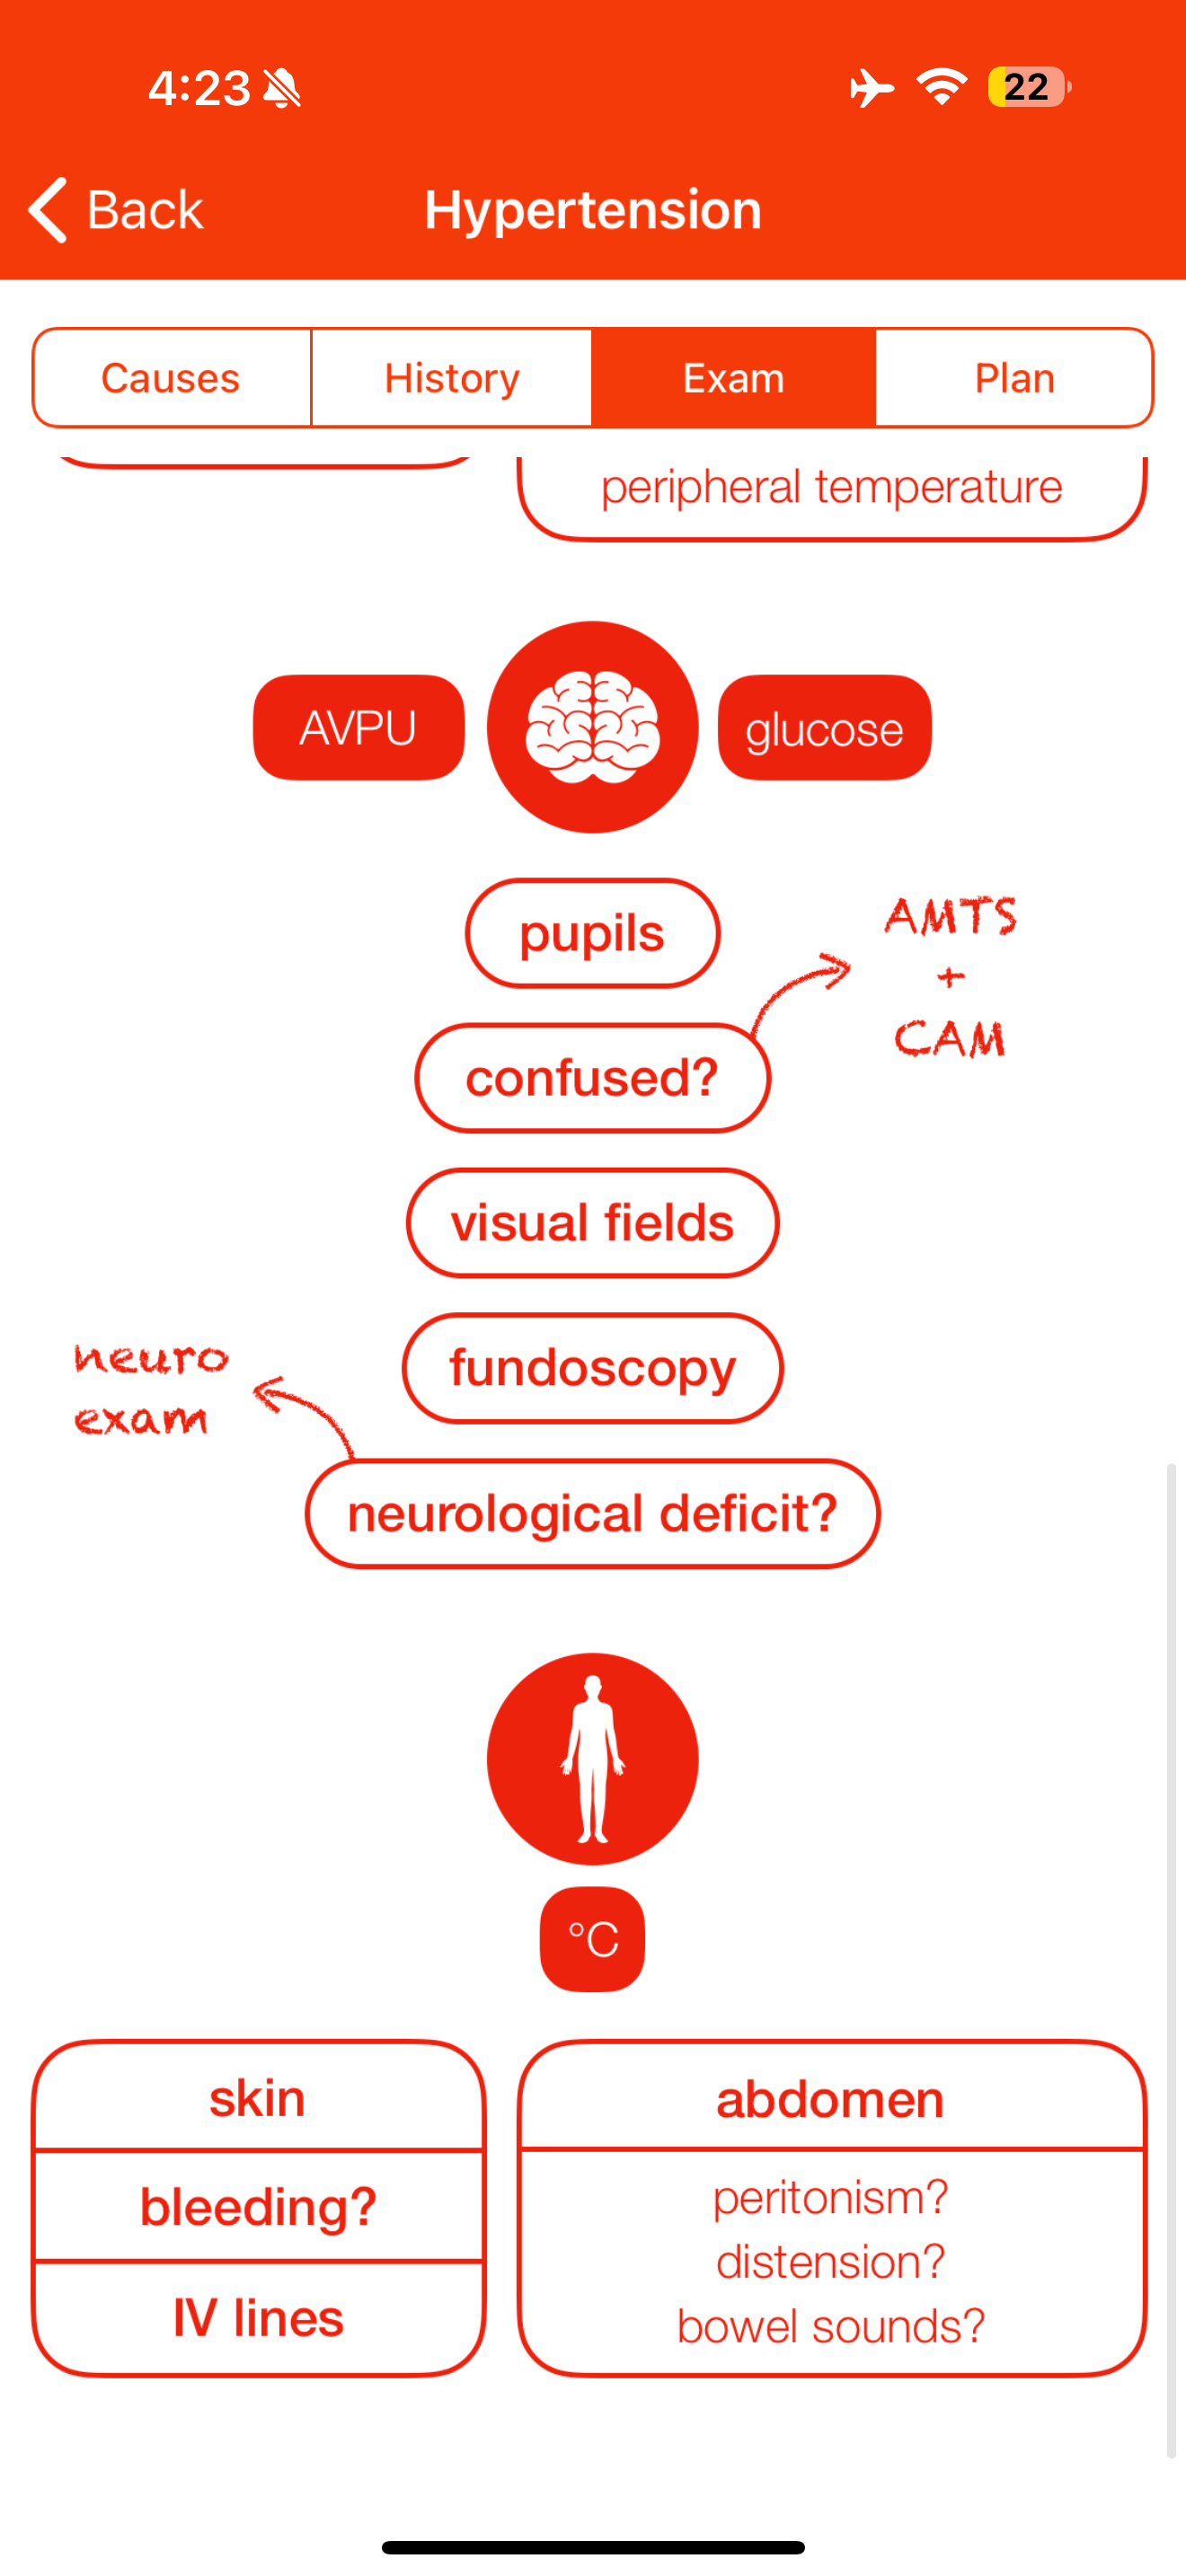 4:23
22
Back
Hypertension
Causes
History
Exam
Plan
peripheral temperature
AVPU
glucose
pupils
AMTS
+
CAM
confused?
visual fields
fundoscopy
neuro
exam
neurological deficit?
°C
skin
bleeding?
IV lines
abdomen
peritonism?
distension?
bowel sounds?